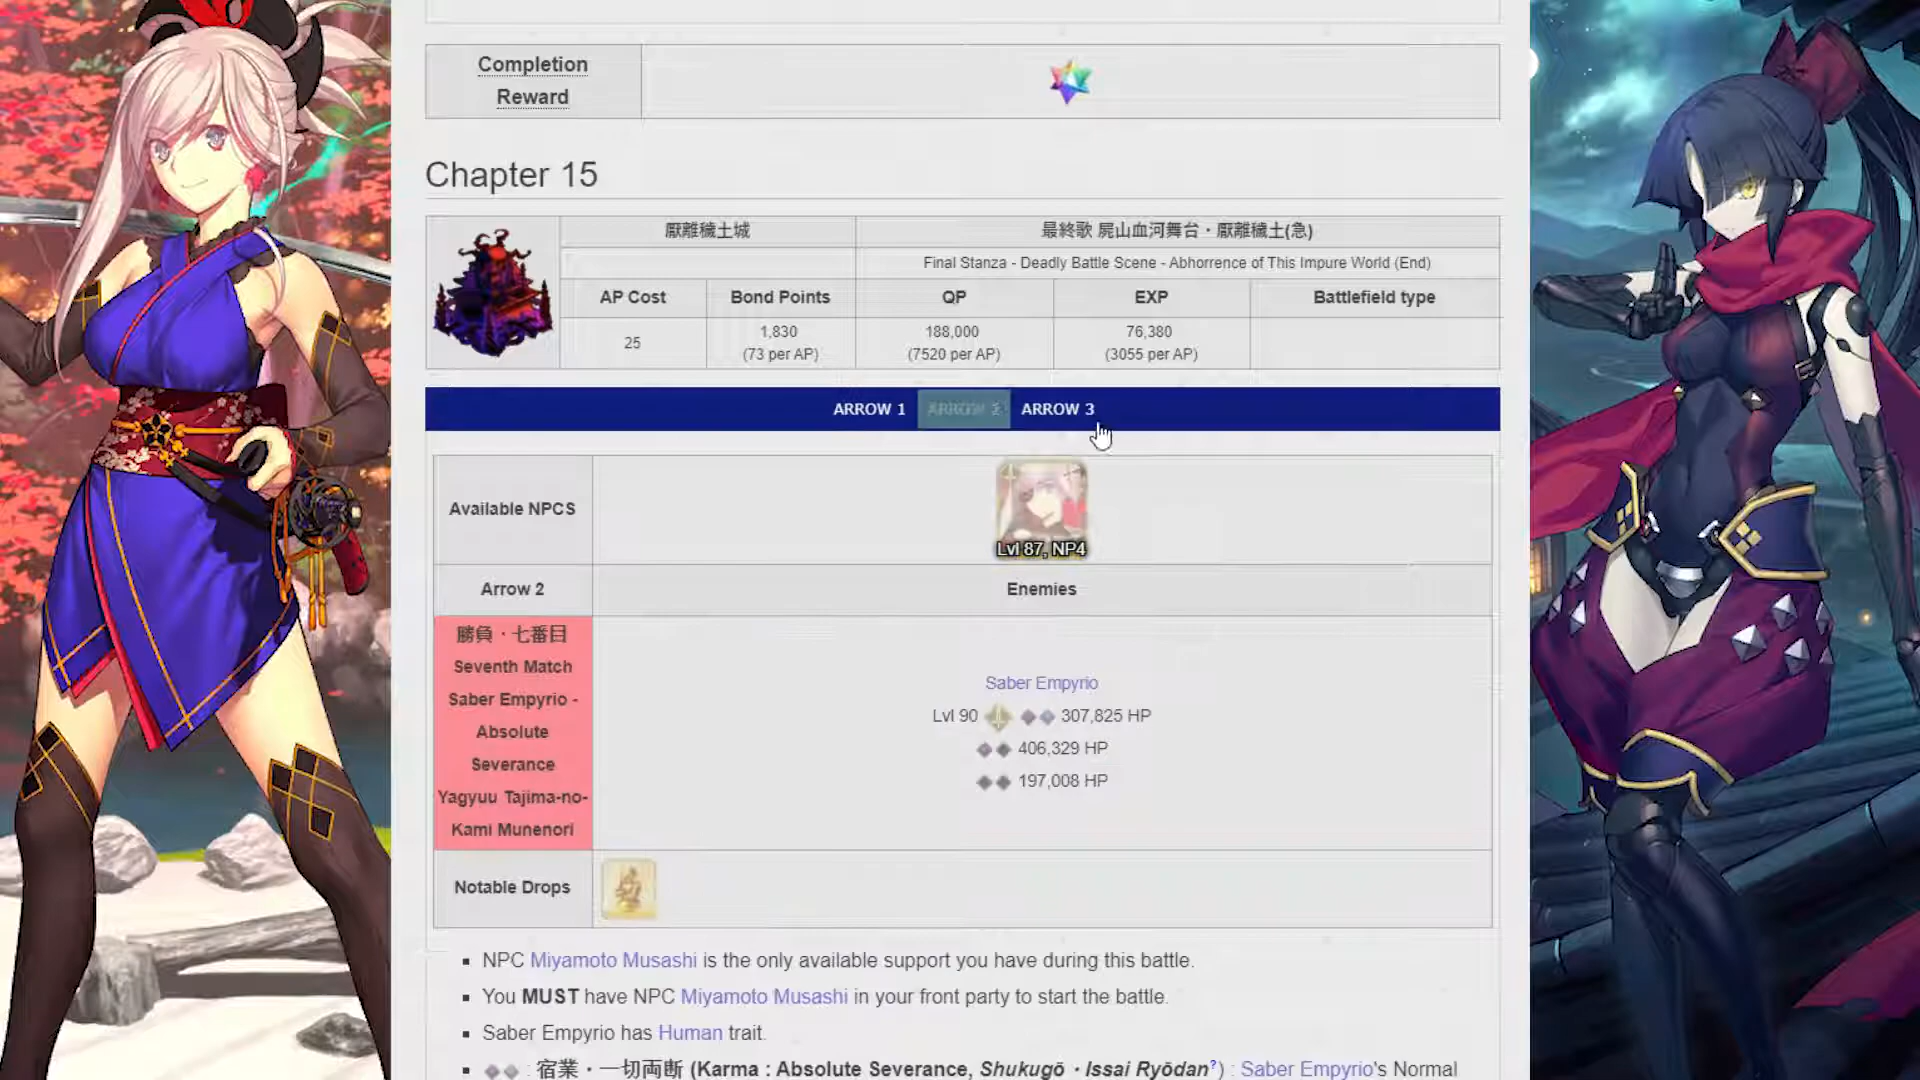 Completion
Reward
Chapter 15
厭離穢土城
最終歌 屍山血河舞台・厭離穢土(急)
Final Stanza - Deadly Battle Scene - Abhorrence of This Impure World (End)
AP Cost
Bond Points
QP
EXP
Battlefield type
25
1,830
(73 per AP)
188,000
(7520 per AP)
76,380
(3055 per AP)
ARROW 1
ARROW 2
ARROW 3
Available NPCS
Lvl 87, NP4
Arrow 2
Enemies
勝負・七番目
Seventh Match
Saber Empyrio -
Absolute
Severance
Yagyuu Tajima-no-
Kami Munenori
Saber Empyrio
Lvl 90 307,825 HP
406,329 HP
197,008 HP
Notable Drops
NPC Miyamoto Musashi is the only available support you have during this battle.
You MUST have NPC Miyamoto Musashi in your front party to start the battle.
Saber Empyrio has Human trait.
: 宿業・一切両断 (Karma : Absolute Severance, Shukugō・Issai Ryōdan?) : Saber Empyrio's Normal